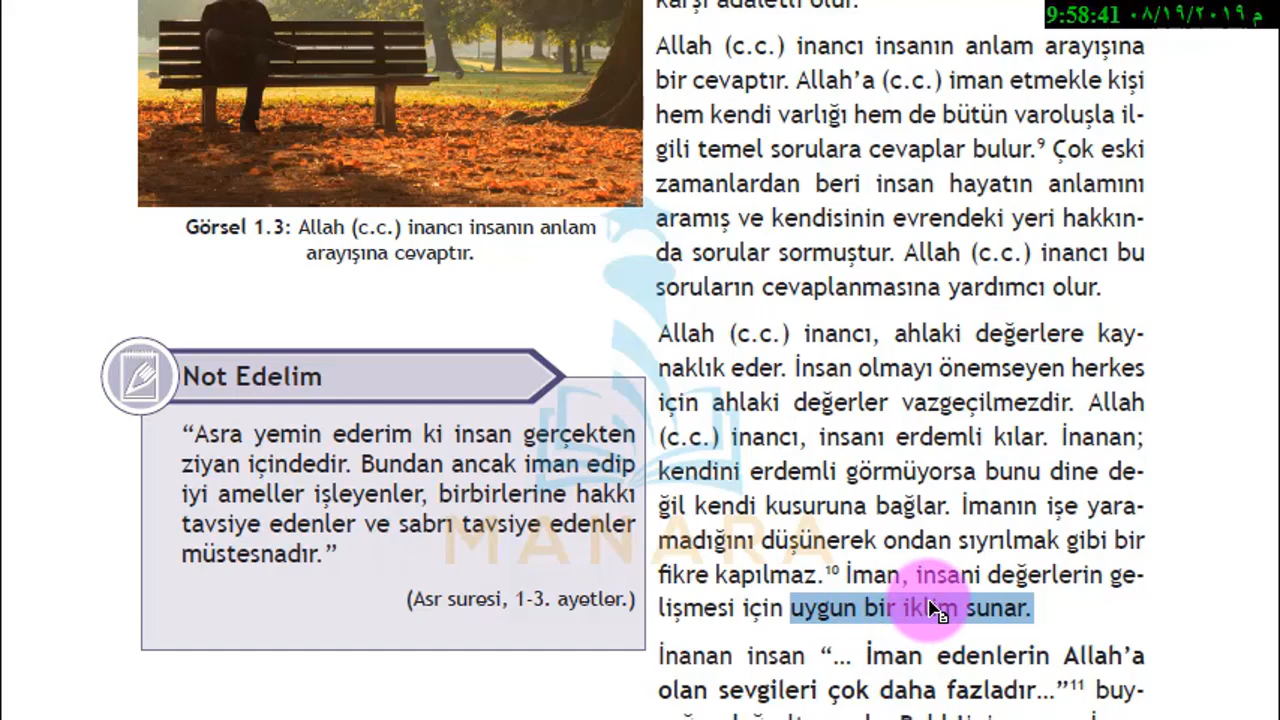 karşı adaletli olur.
9:58:41 م ٠٨/١٩/٢٠١٩
Allah (c.c.) inancı insanın anlam arayışına
bir cevaptır. Allah’a (c.c.) iman etmekle kişi
hem kendi varlığı hem de bütün varoluşla il-
gili temel sorulara cevaplar bulur.⁹ Çok eski
zamanlardan beri insan hayatın anlamını
aramış ve kendisinin evrendeki yeri hakkın-
da sorular sormuştur. Allah (c.c.) inancı bu
soruların cevaplanmasına yardımcı olur.
Görsel 1.3: Allah (c.c.) inancı insanın anlam
arayışına cevaptır.
Allah (c.c.) inancı, ahlaki değerlere kay-
naklık eder. İnsan olmayı önemseyen herkes
için ahlaki değerler vazgeçilmezdir. Allah
(c.c.) inancı, insanı erdemli kılar. İnanan;
kendini erdemli görmüyorsa bunu dine de-
ğil kendi kusuruna bağlar. İmanın işe yara-
madığını düşünerek ondan sıyrılmak gibi bir
fikre kapılmaz.¹⁰ İman, insani değerlerin ge-
lişmesi için uygun bir iklim sunar.
İnanan insan “... İman edenlerin Allah’a
olan sevgileri çok daha fazladır...”¹¹ buy-
Not Edelim
“Asra yemin ederim ki insan gerçekten
ziyan içindedir. Bundan ancak iman edip
iyi ameller işleyenler, birbirlerine hakkı
tavsiye edenler ve sabrı tavsiye edenler
müstesnadır.”
(Asr suresi, 1-3. ayetler.)
MANARA